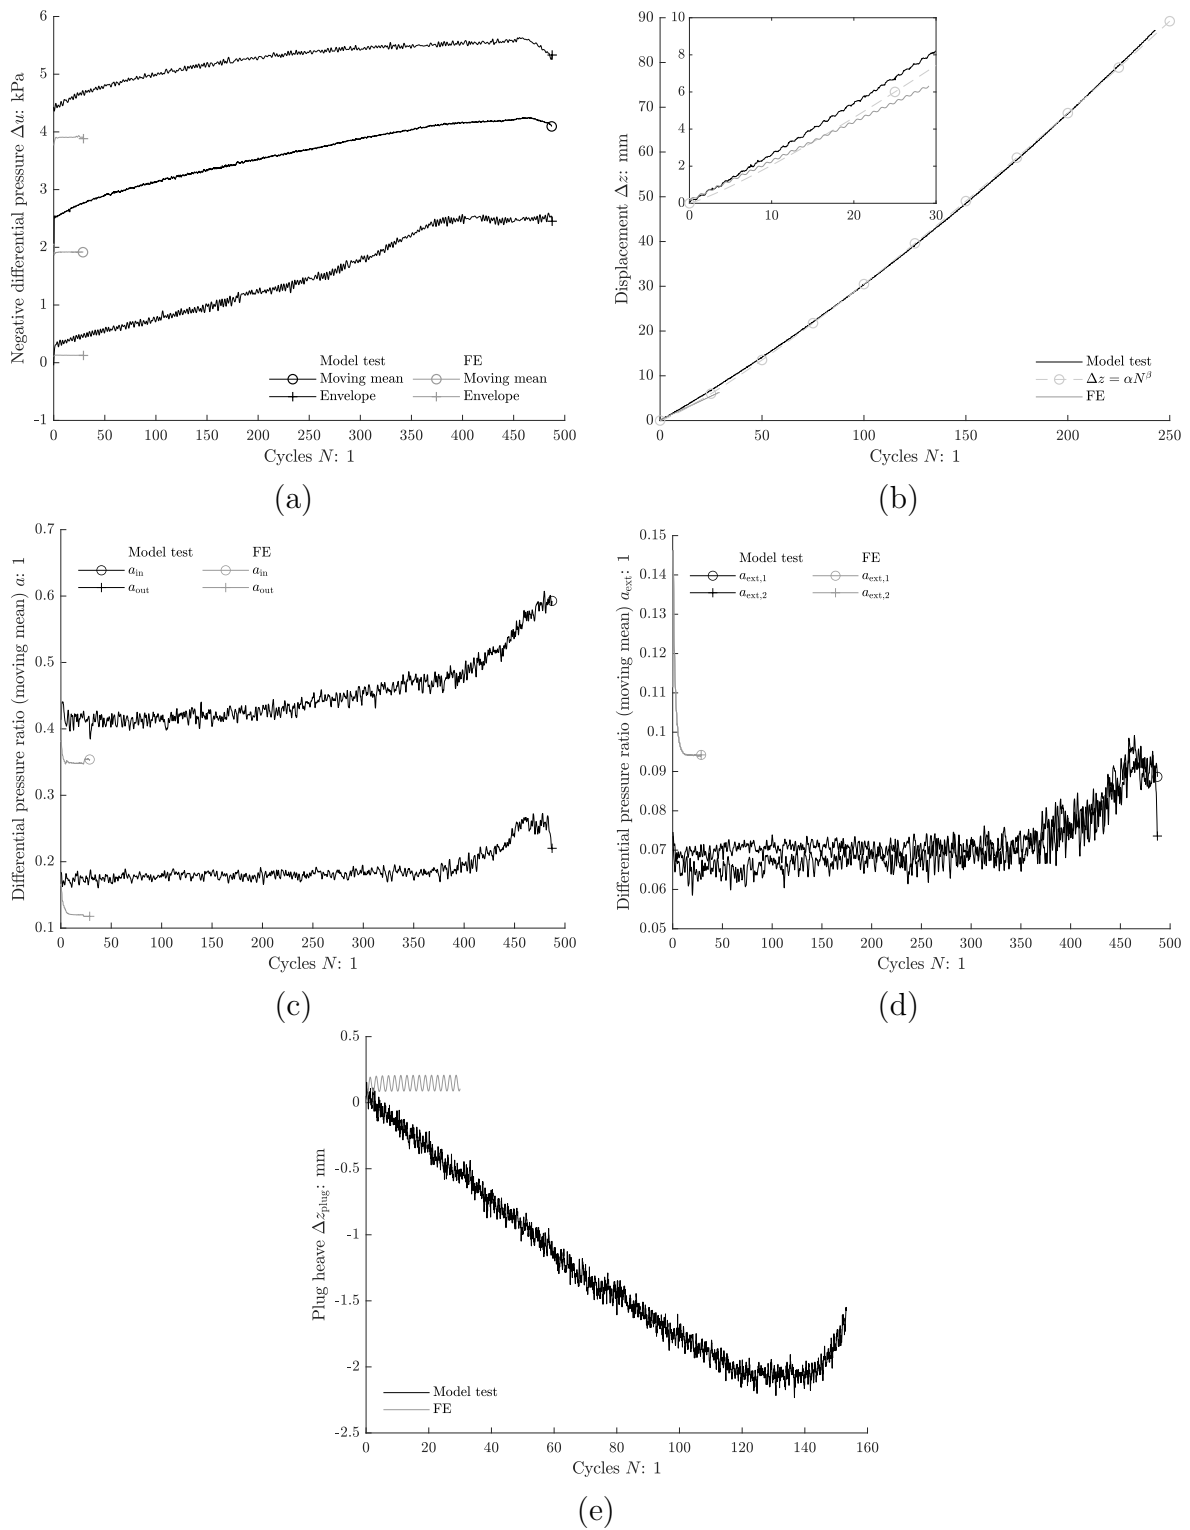 Negative differential pressure Δu: kPa
6
5
4
3
2
1
0
-1
Model test FE
Moving mean Moving mean
Envelope Envelope
0 50 100 150 200 250 300 350 400 450 500
Cycles N: 1
(a)
Displacement Δz: mm
90
80
70
60
50
40
30
20
10
0
10
8
6
4
2
0
0 10 20 30
Model test
Δz = αN^β
FE
0 50 100 150 200 250
Cycles N: 1
(b)
Differential pressure ratio (moving mean) a: 1
0.7
0.6
0.5
0.4
0.3
0.2
0.1
Model test FE
a_in a_in
a_out a_out
0 50 100 150 200 250 300 350 400 450 500
Cycles N: 1
(c)
Differential pressure ratio (moving mean) a_ext: 1
0.15
0.14
0.13
0.12
0.11
0.1
0.09
0.08
0.07
0.06
0.05
Model test FE
a_ext,1 a_ext,1
a_ext,2 a_ext,2
0 50 100 150 200 250 300 350 400 450 500
Cycles N: 1
(d)
Plug heave Δz_plug: mm
0.5
0
-0.5
-1
-1.5
-2
-2.5
Model test
FE
0 20 40 60 80 100 120 140 160
Cycles N: 1
(e)